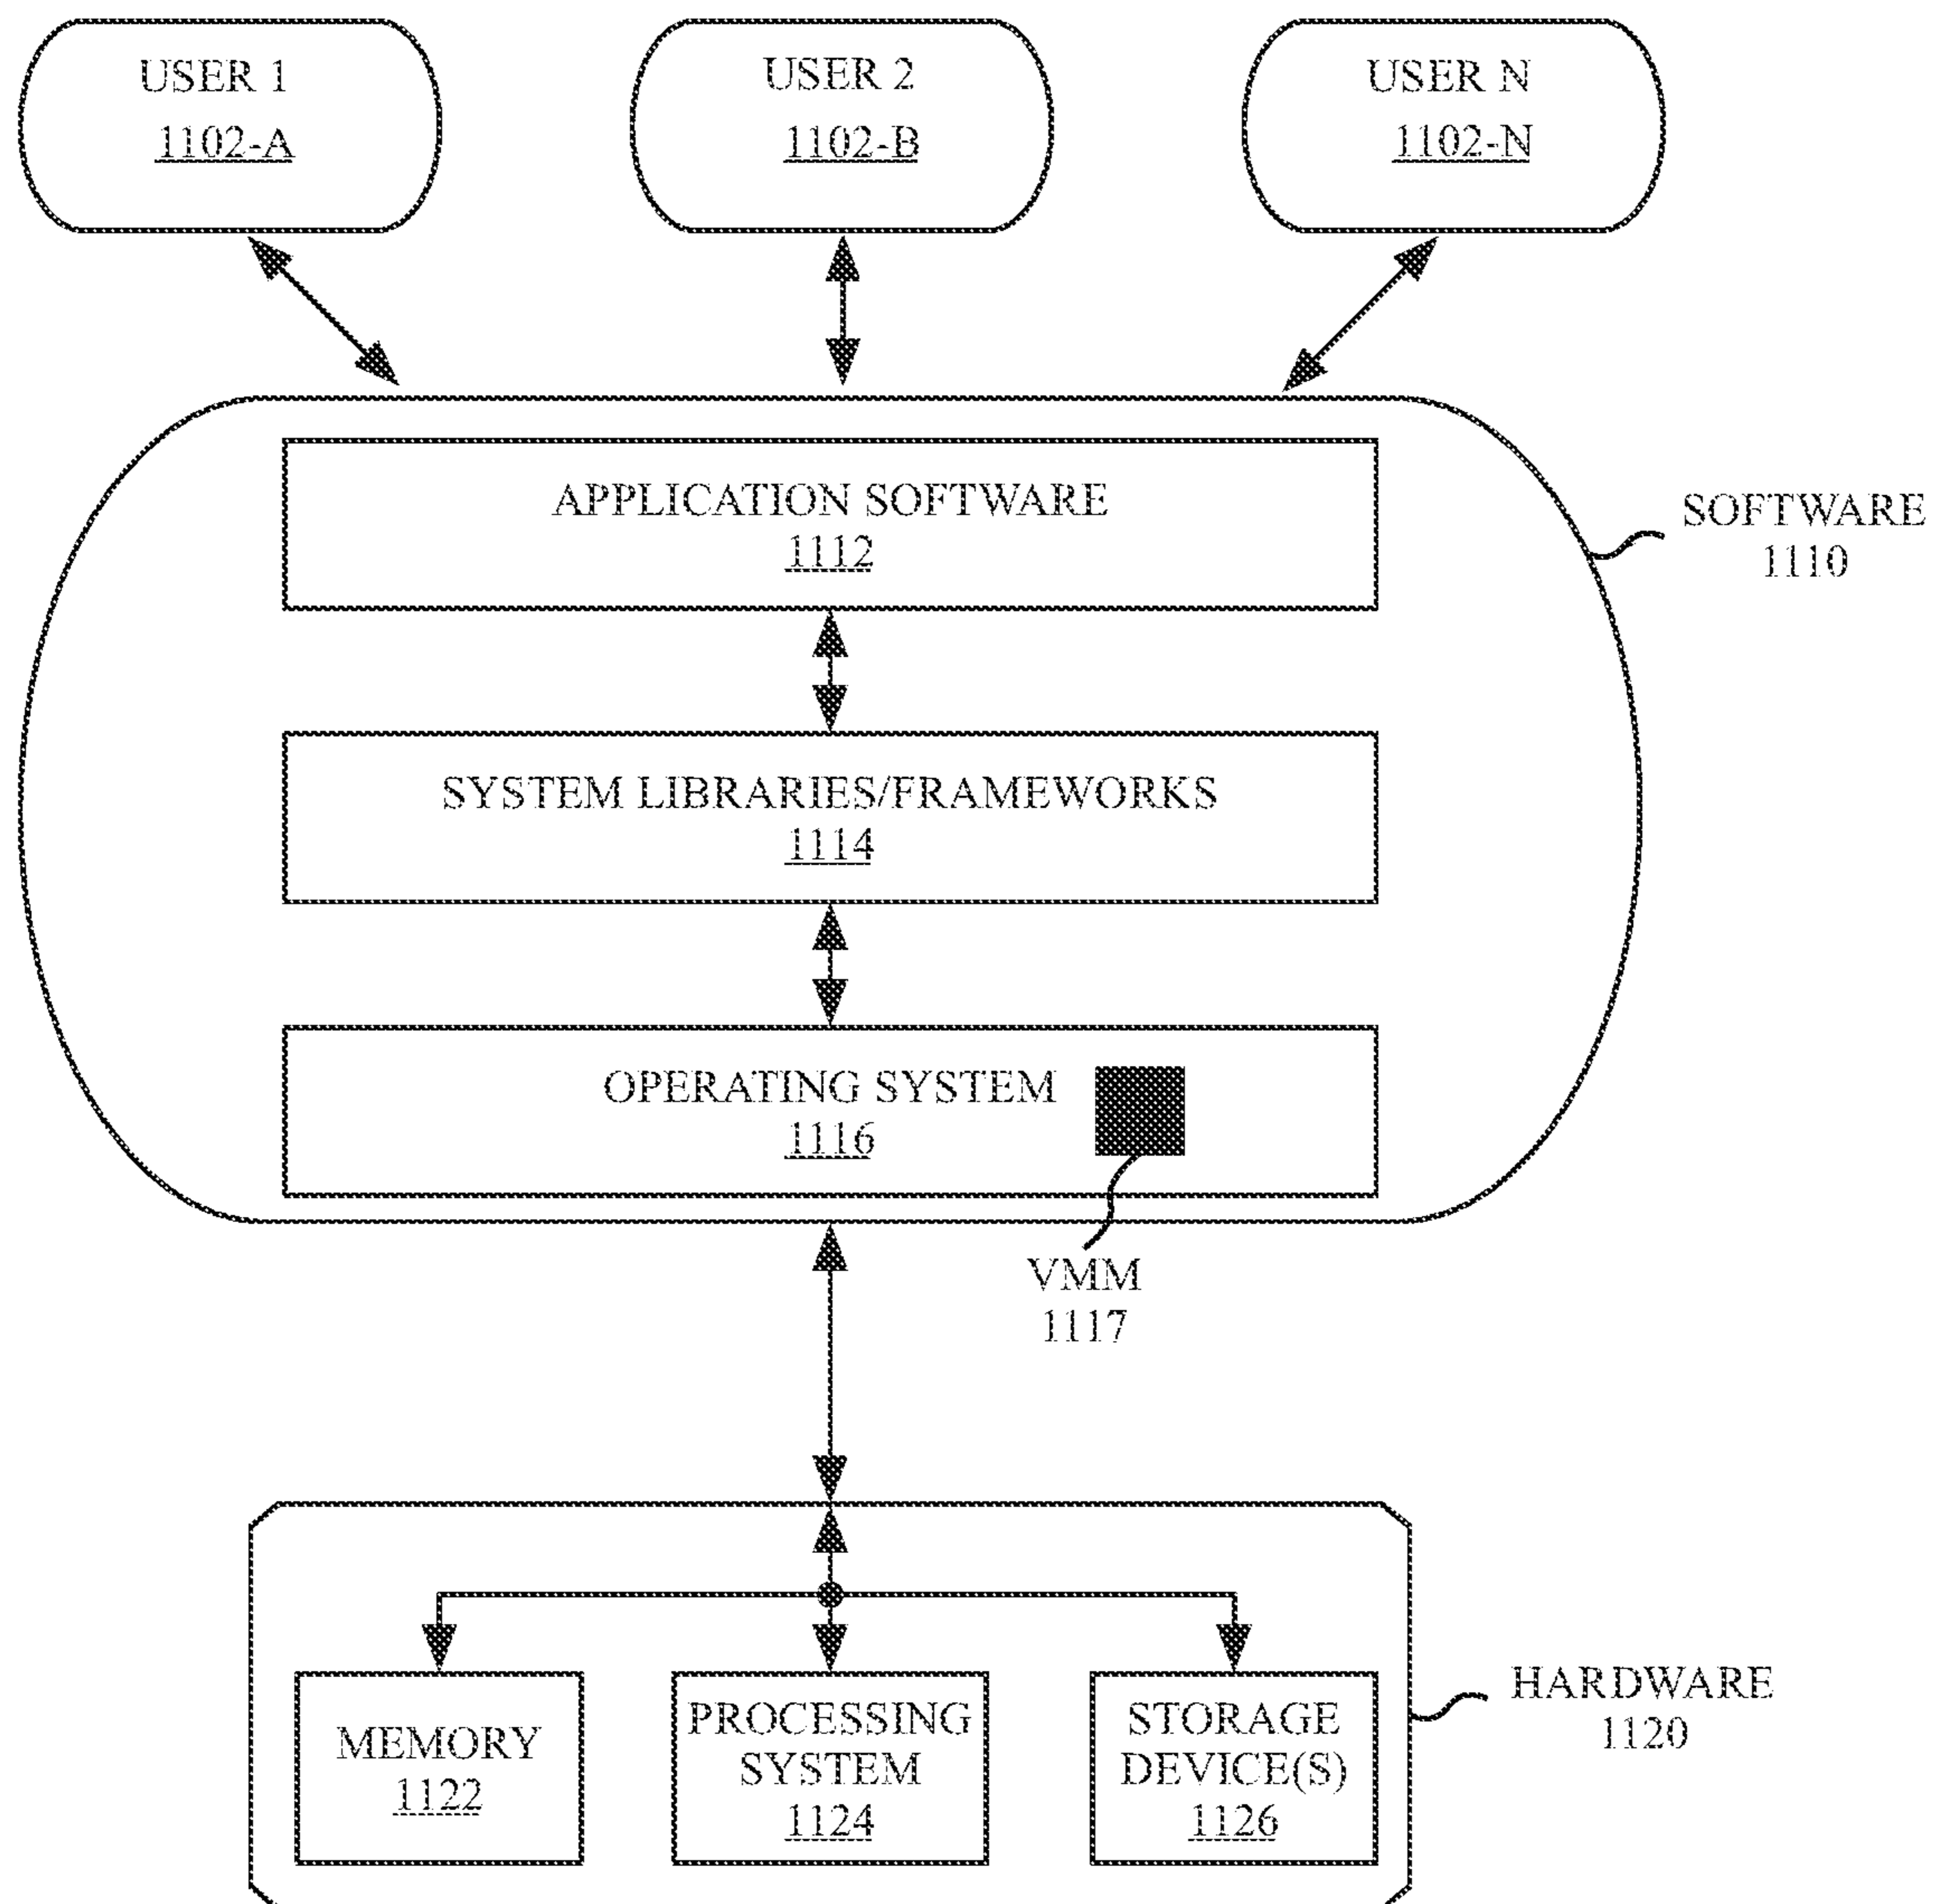 USER 1
1102-A
USER 2
1102-B
USER N
1102-N
APPLICATION SOFTWARE
1112
SOFTWARE
1110
SYSTEM LIBRARIES/FRAMEWORKS
1114
OPERATING SYSTEM
1116
VMM
1117
MEMORY
1122
PROCESSING
SYSTEM
1124
STORAGE
DEVICE(S)
1126
HARDWARE
1120